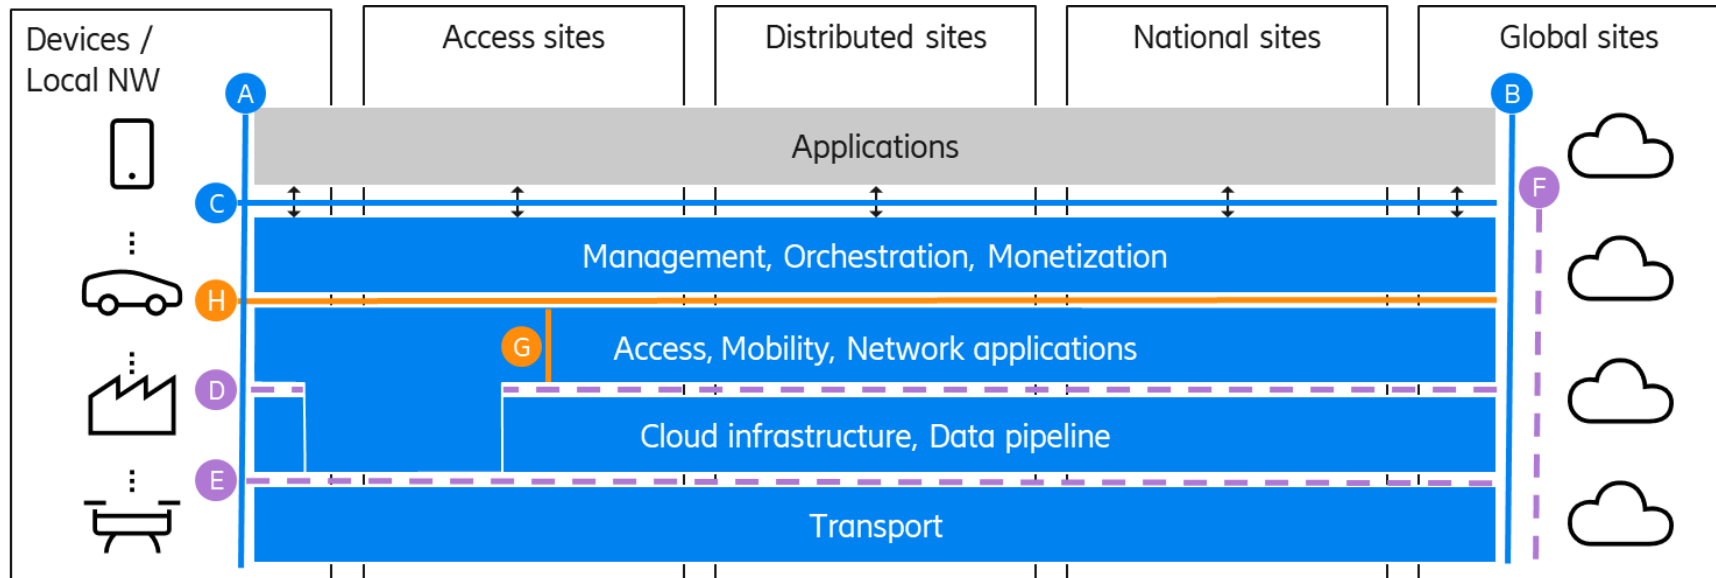 Devices /
Local NW
Access sites
Distributed sites
National sites
Global sites
A
B
Applications
C
F
Management, Orchestration, Monetization
H
G
Access, Mobility, Network applications
D
Cloud infrastructure, Data pipeline
E
Transport